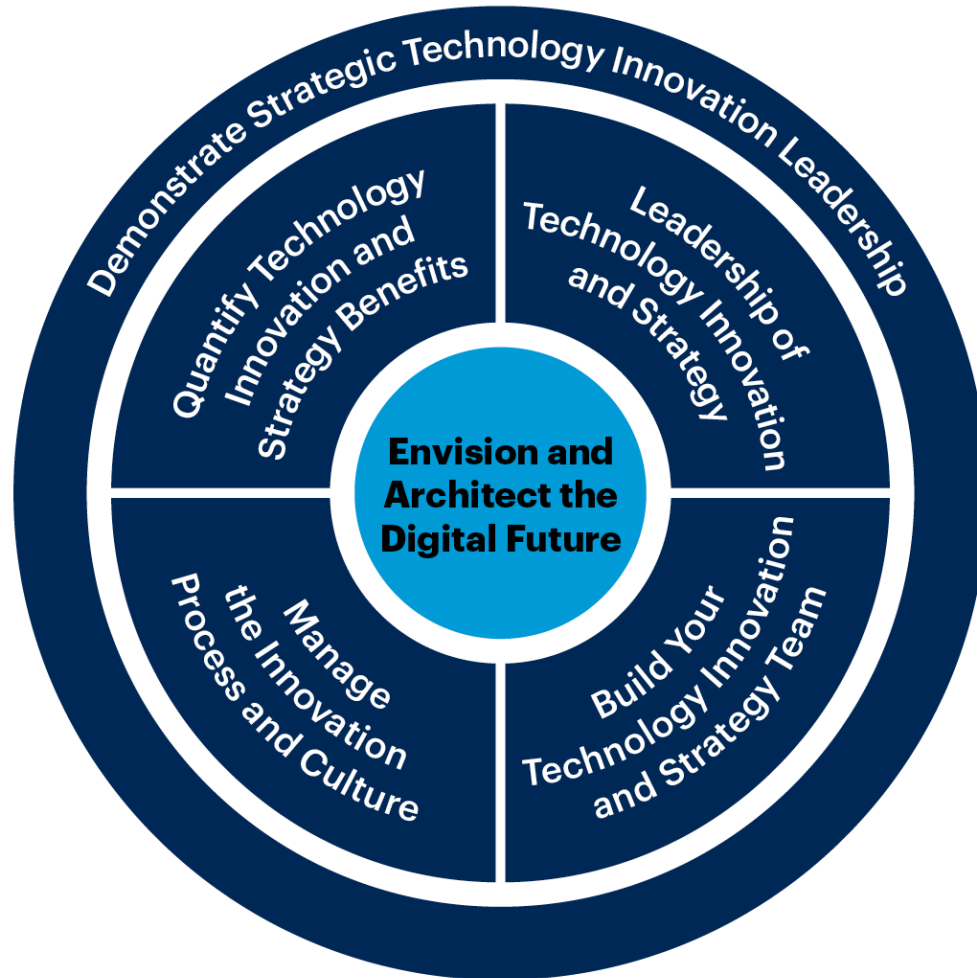 Demonstrate Strategic Technology Innovation Leadership
Quantify Technology
Innovation and
Strategy Benefits
Leadership of
Technology Innovation
and Strategy
Envision and
Architect the
Digital Future
Manage
the Innovation
Process and Culture
Build Your
Technology Innovation
and Strategy Team